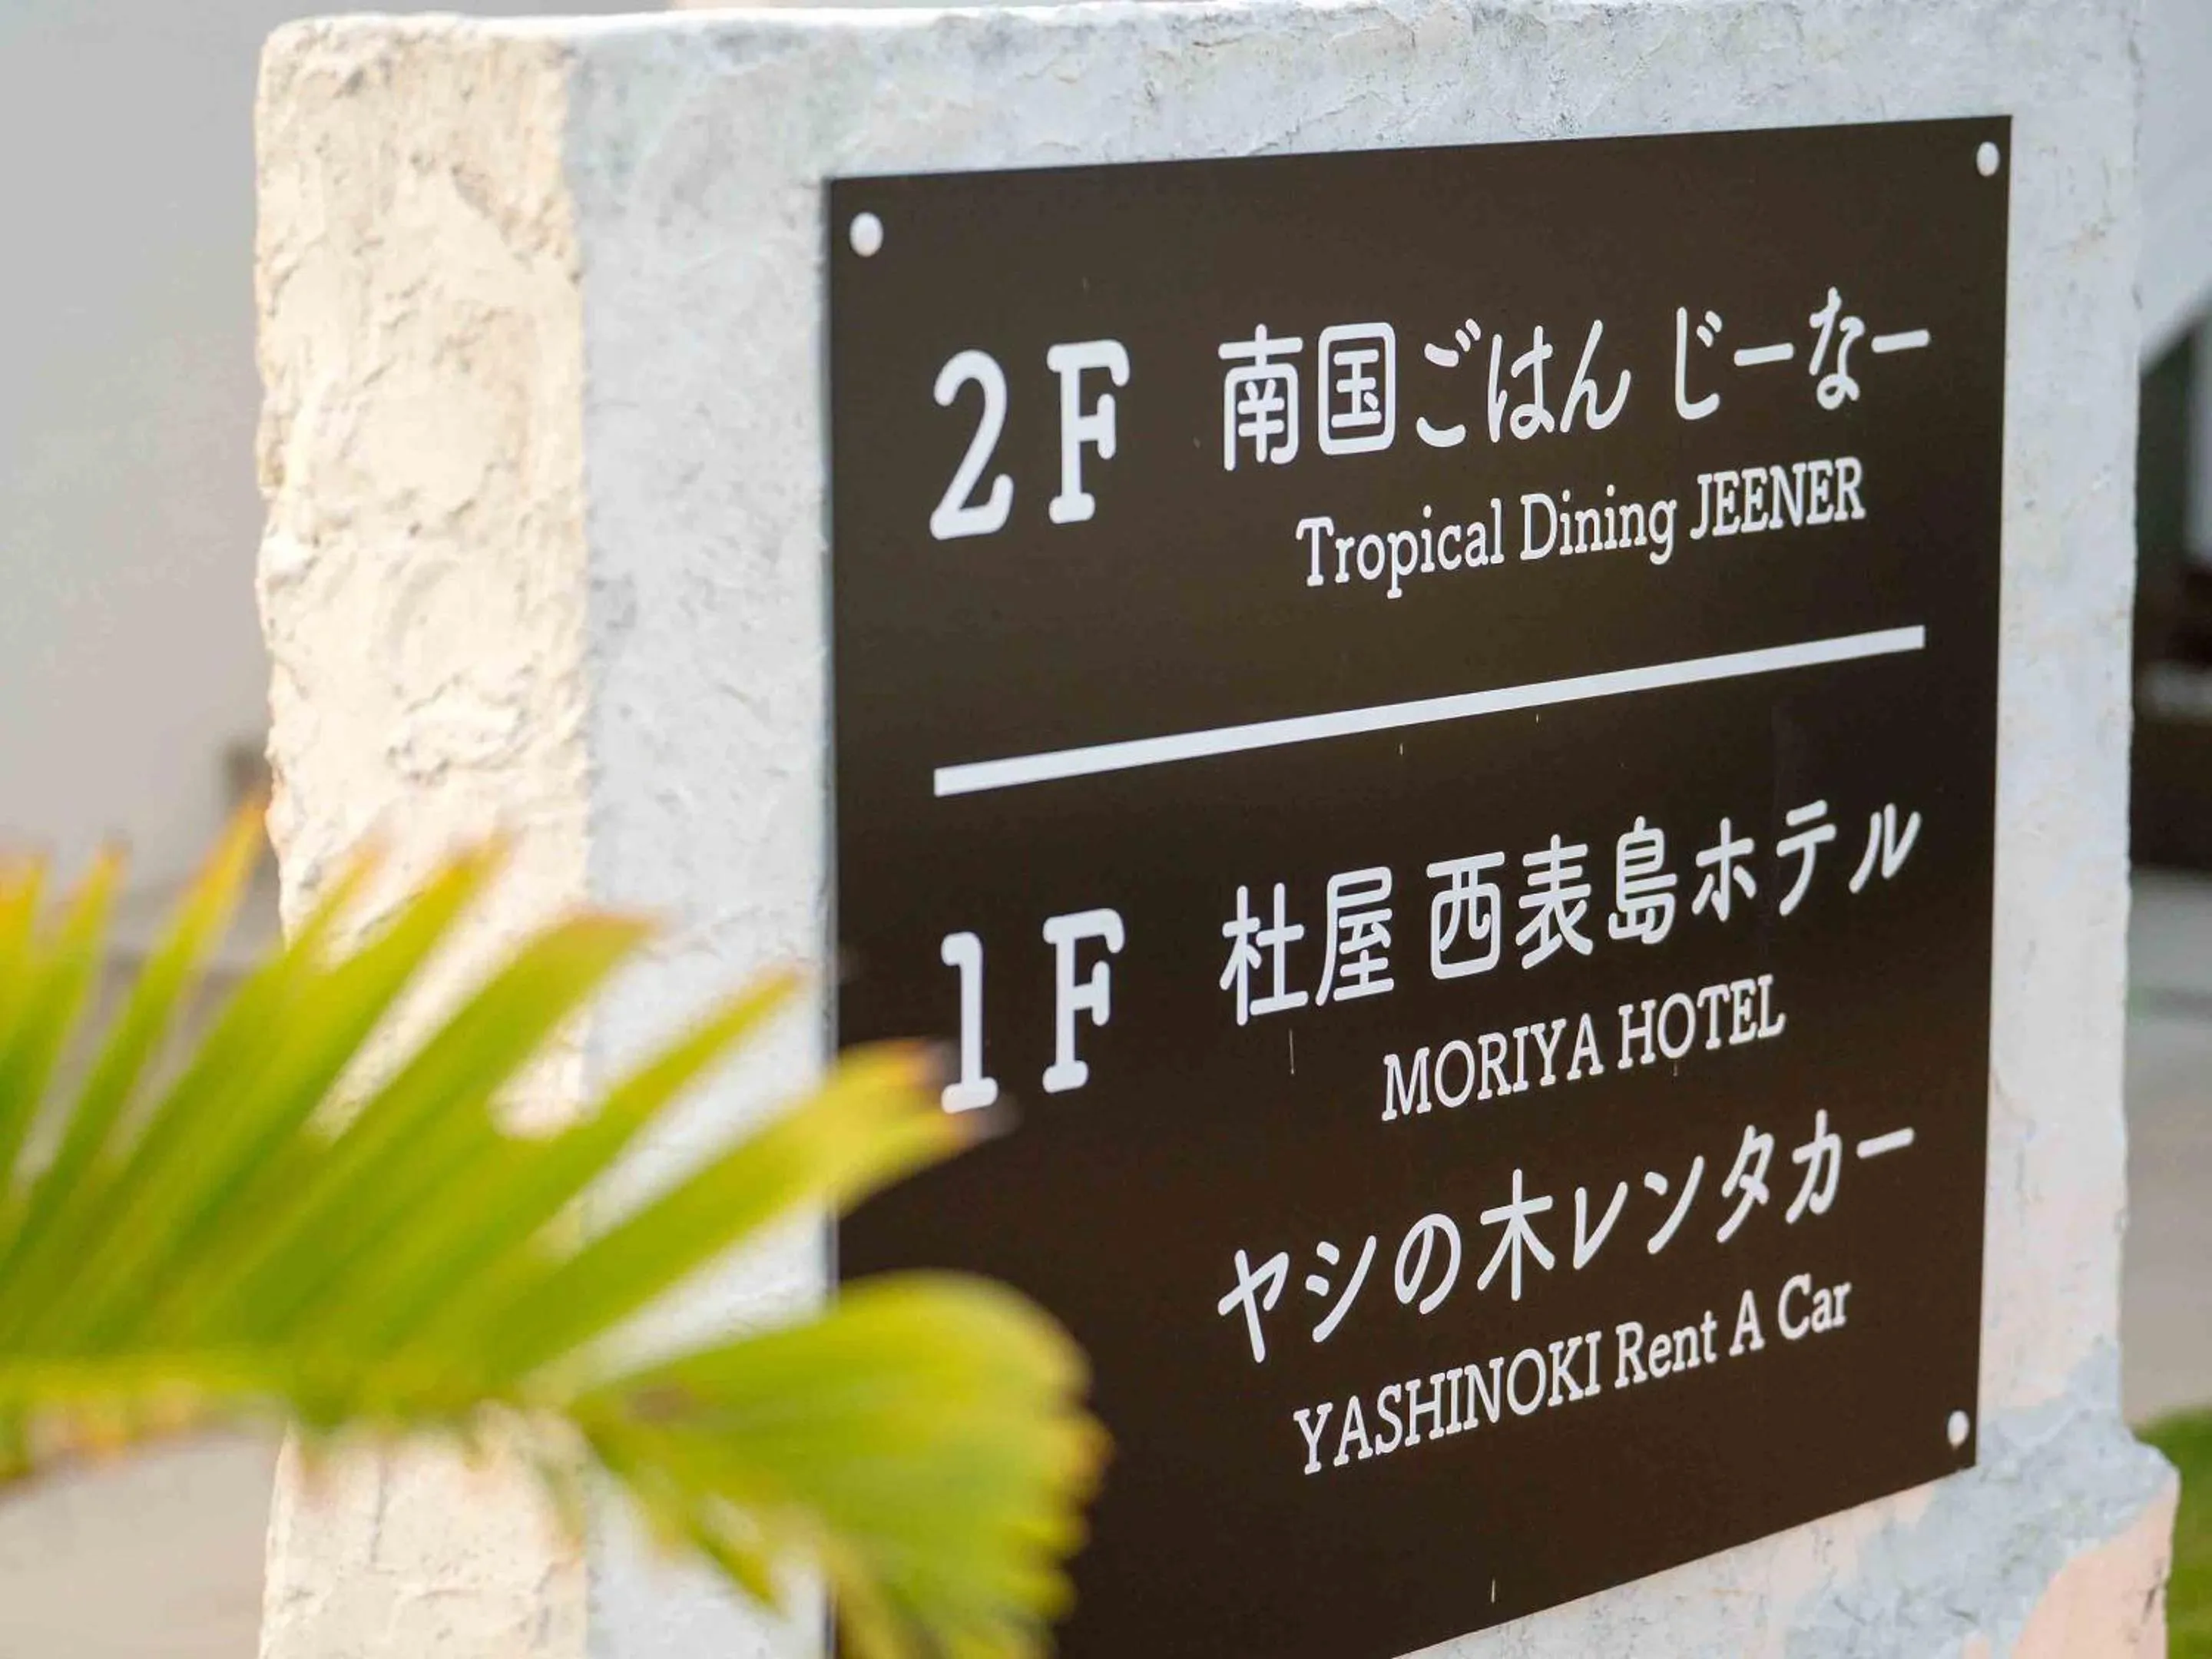 2F 南国ごはん じーなー
Tropical Dining JEENER
1F 杜屋 西表島ホテル
MORIYA HOTEL
ヤシの木レンタカー
YASHINOKI Rent A Car